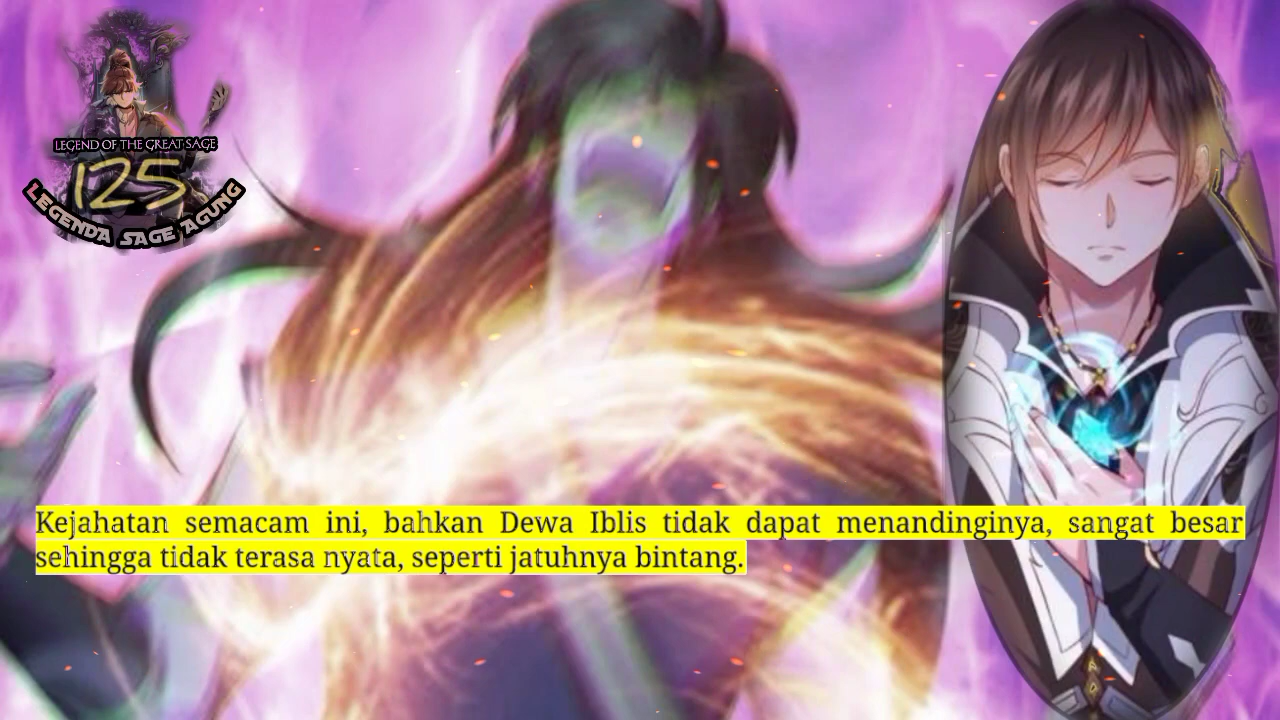 LEGEND OF THE GREAT SAGE
125
LEGENDA SAGE AGUNG
Kejahatan semacam ini, bahkan Dewa Iblis tidak dapat menandinginya, sangat besar
sehingga tidak terasa nyata, seperti jatuhnya bintang.